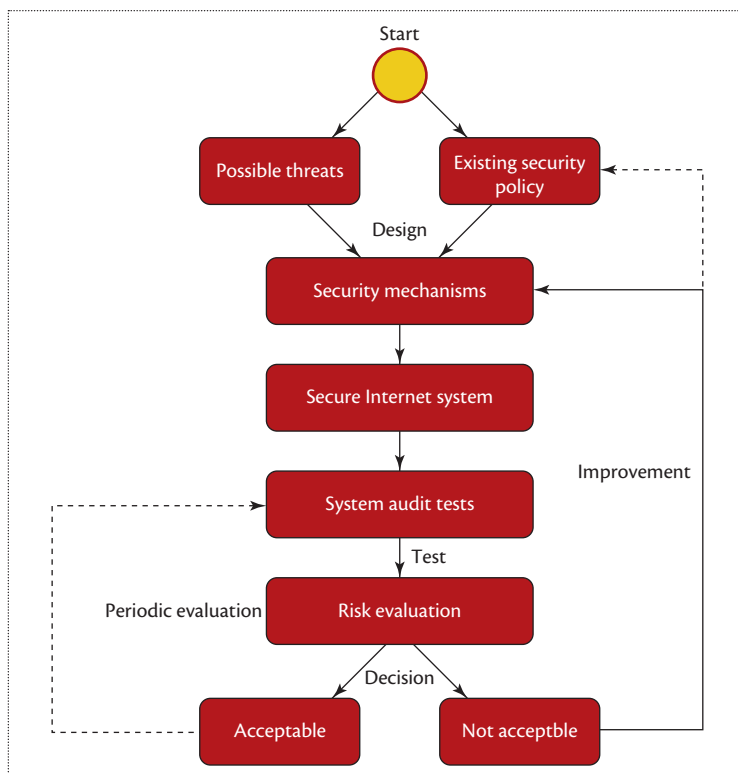 Start
Possible threats
Existing security
policy
Design
Security mechanisms
Secure Internet system
Improvement
System audit tests
Test
Periodic evaluation
Risk evaluation
Decision
Acceptable
Not acceptble